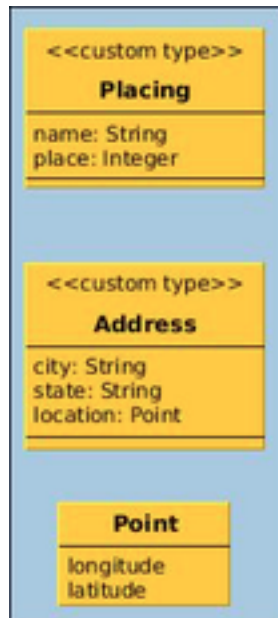 <<custom type>>
Placing
name: String
place: Integer
<<custom type>>
Address
city: String
state: String
location: Point
Point
longitude
latitude